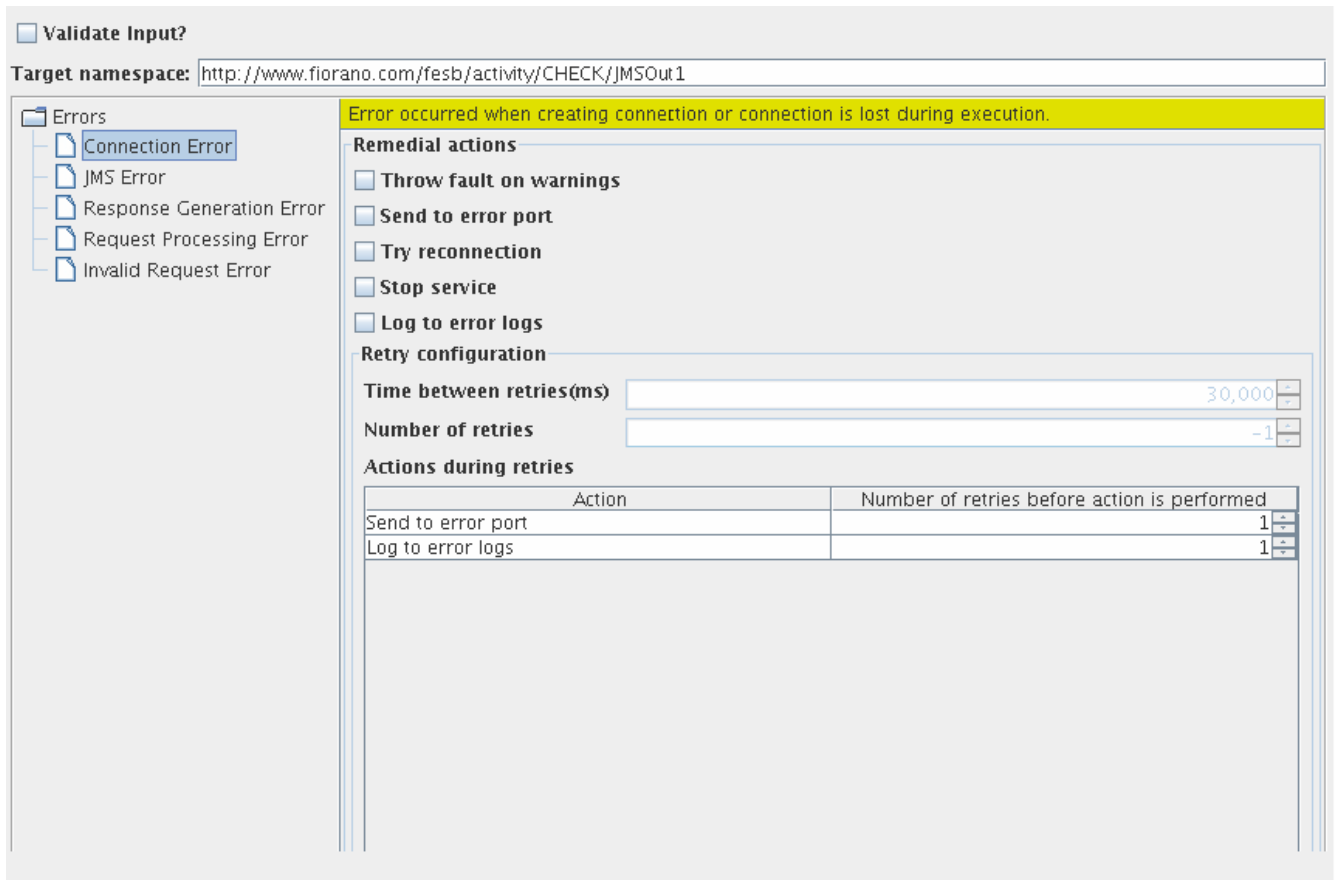 Validate Input?
Target namespace: http://www.fiorano.com/fesb/activity/CHECK/JMSOut1
Errors
Connection Error
JMS Error
Response Generation Error
Request Processing Error
Invalid Request Error
Error occurred when creating connection or connection is lost during execution.
Remedial actions
Throw fault on warnings
Send to error port
Try reconnection
Stop service
Log to error logs
Retry configuration
Time between retries(ms) 30,000
Number of retries -1
Actions during retries
Action Number of retries before action is performed
Send to error port 1
Log to error logs 1